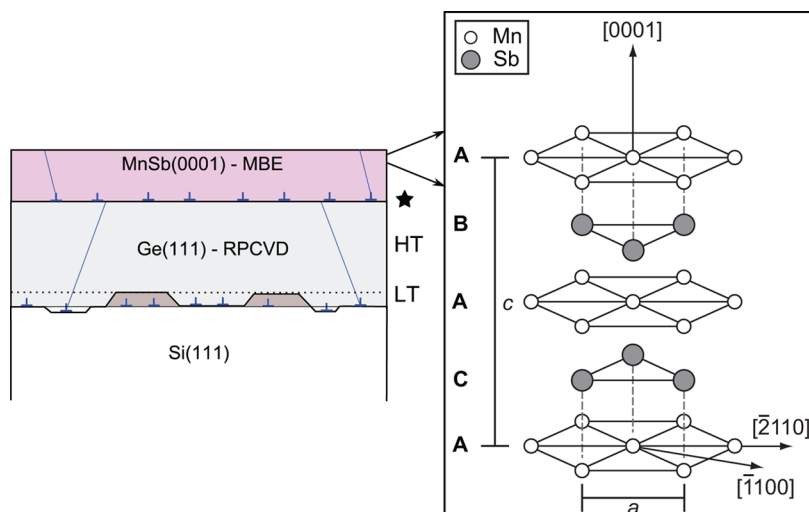 Mn
Sb
[0001]
MnSb(0001) - MBE
★
Ge(111) - RPCVD
HT
LT
Si(111)
A
B
A
c
C
A
[2̅110]
[1̅100]
a